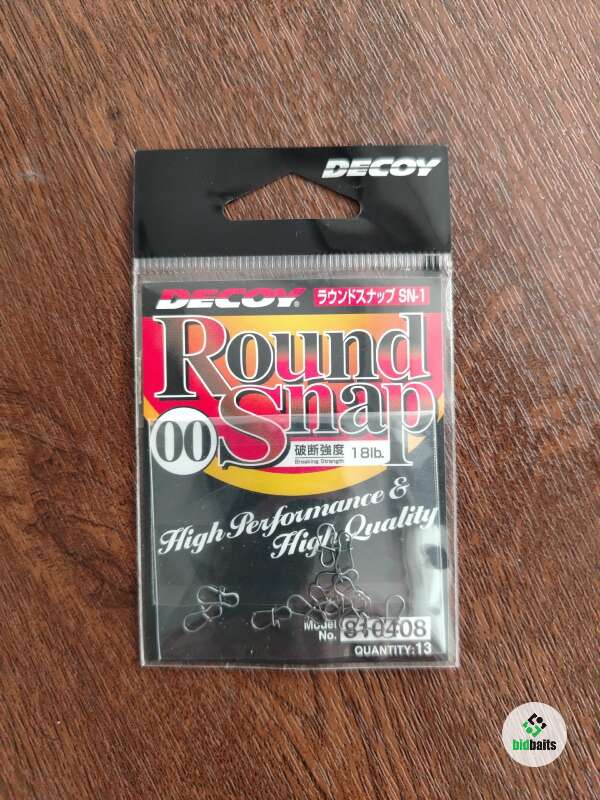 DECOY
DECOY® ラウンドスナップ SN-1
Round
Snap
00
破断強度 18lb.
Breaking Strength
High Performance &
High Quality
Model
No. 810408
QUANTITY:13
bidbaits